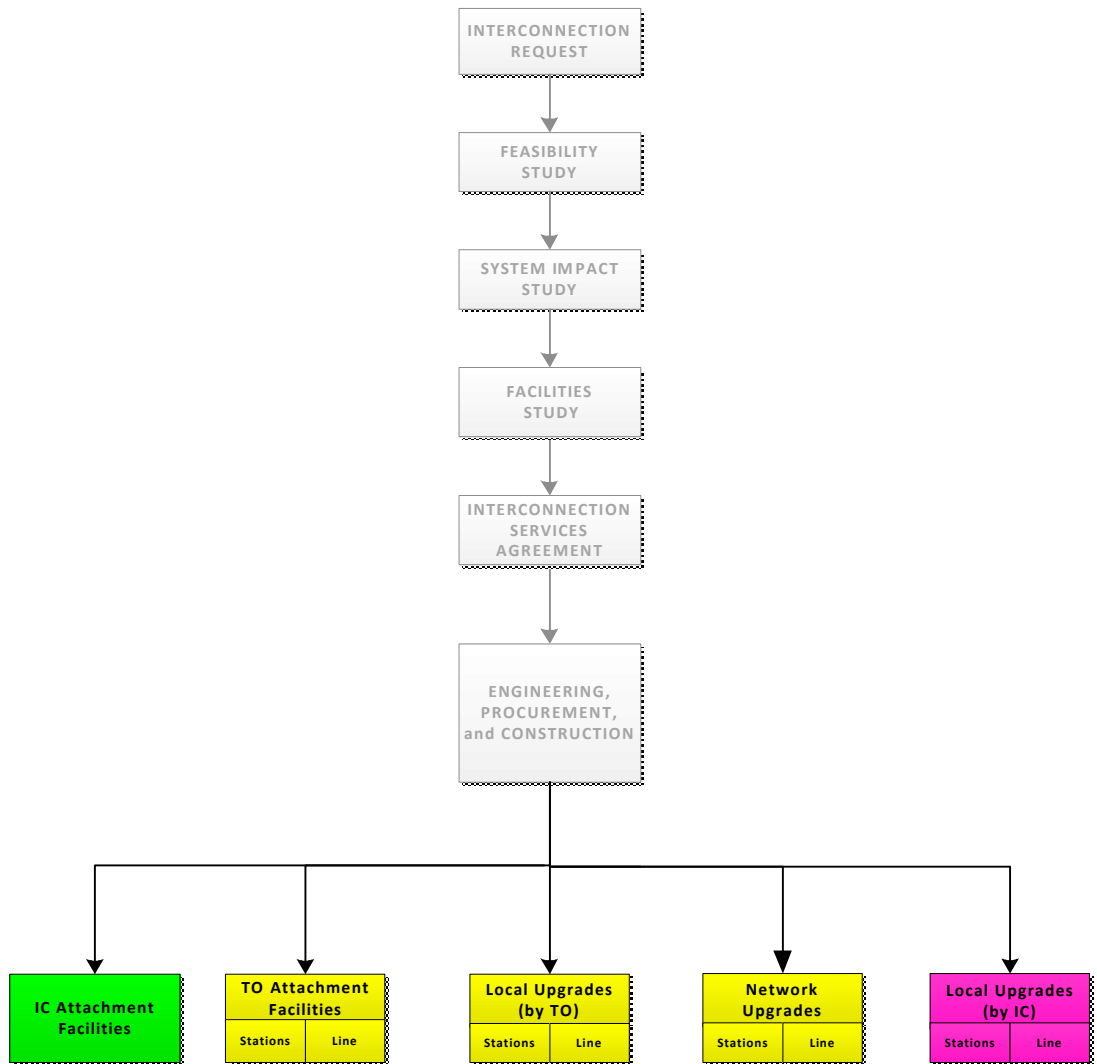 INTERCONNECTION
REQUEST
FEASIBILITY
STUDY
SYSTEM IMPACT
STUDY
FACILITIES
STUDY
INTERCONNECTION
SERVICES
AGREEMENT
ENGINEERING,
PROCUREMENT,
and CONSTRUCTION
IC Attachment
Facilities
TO Attachment
Facilities
Stations
Line
Local Upgrades
(by TO)
Stations
Line
Network
Upgrades
Stations
Line
Local Upgrades
(by IC)
Stations
Line